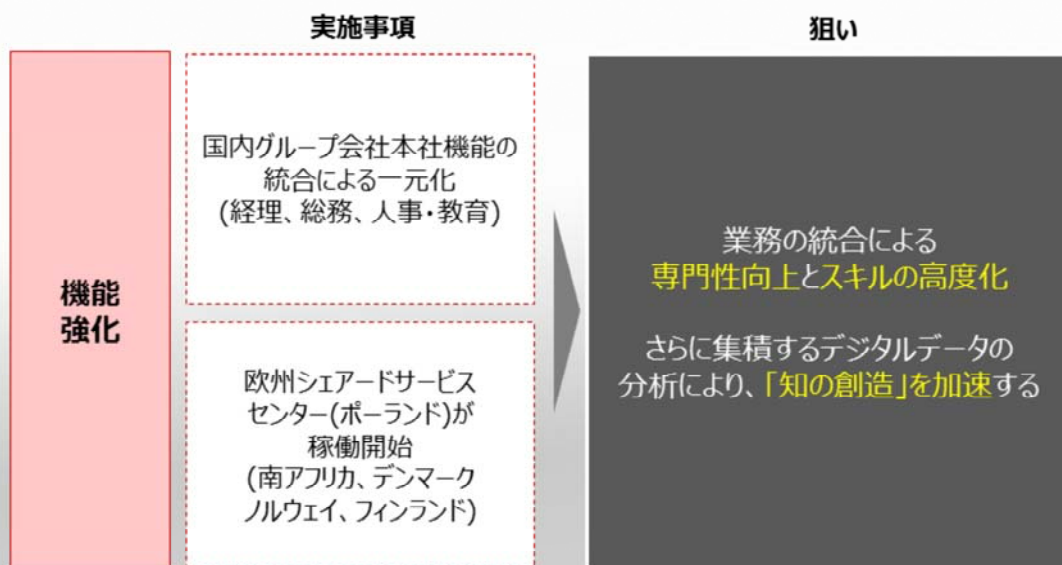 実施事項
狙い
機能
強化
国内グループ会社本社機能の
統合による一元化
(経理、総務、人事・教育)
欧州シェアードサービス
センター(ポーランド)が
稼働開始
(南アフリカ、デンマーク
ノルウェイ、フィンランド)
業務の統合による
専門性向上とスキルの高度化
さらに集積するデジタルデータの
分析により、「知の創造」を加速する